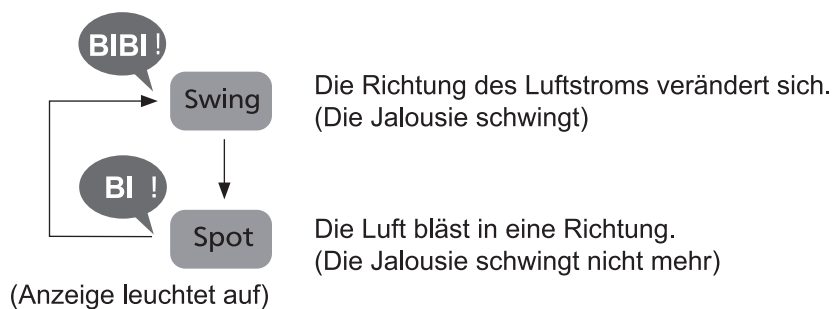 BIBI !
Swing
Die Richtung des Luftstroms verändert sich.
(Die Jalousie schwingt)
BI !
Spot
Die Luft bläst in eine Richtung.
(Die Jalousie schwingt nicht mehr)
(Anzeige leuchtet auf)